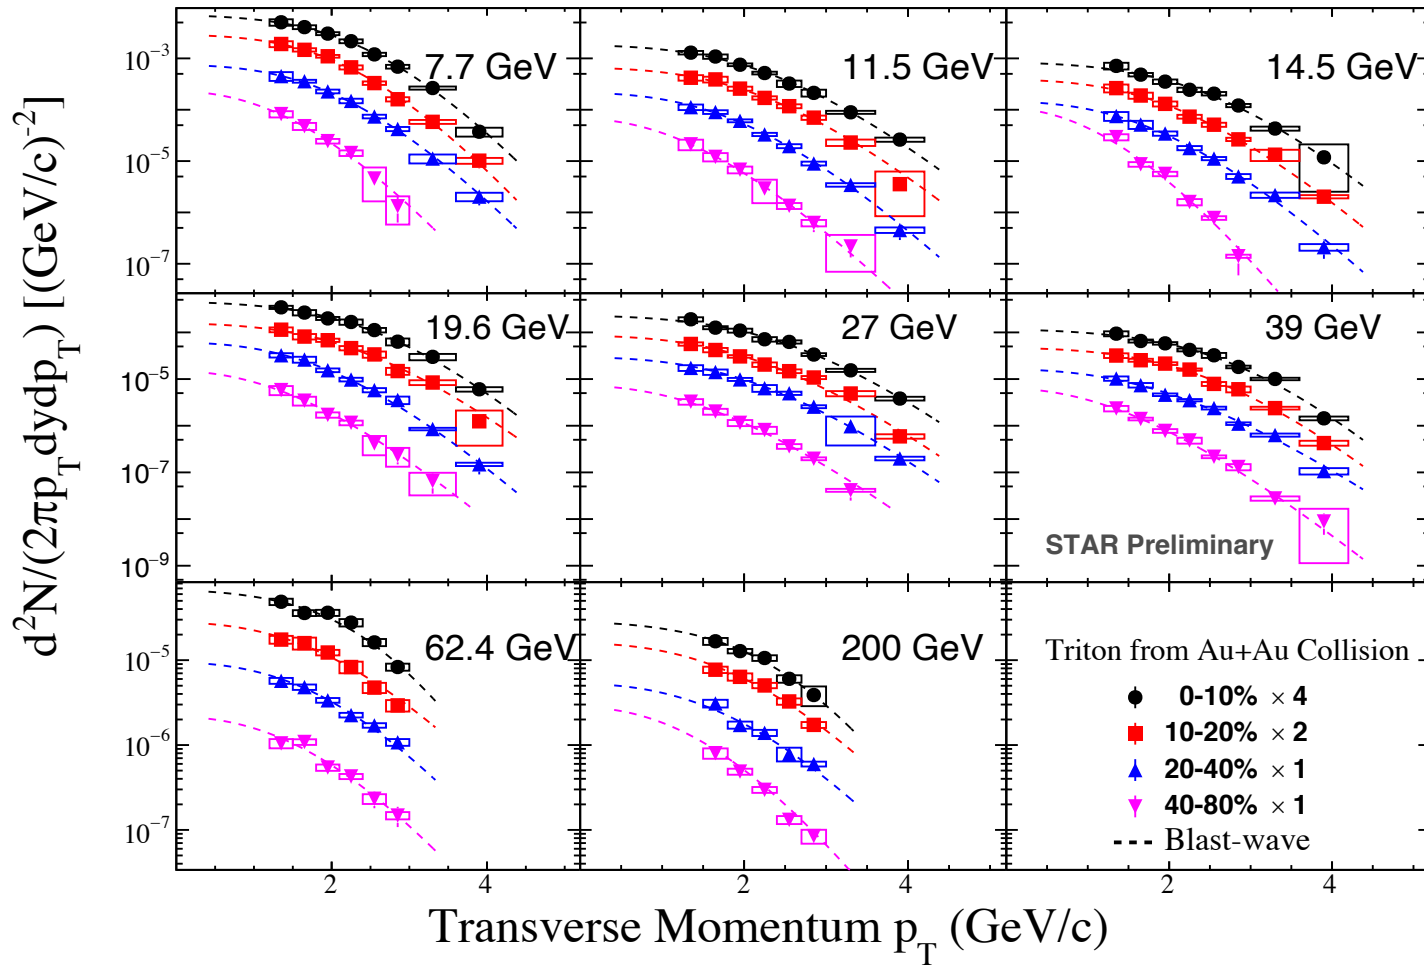 d²N/(2πp_T dydp_T) [(GeV/c)⁻²]
10⁻³
10⁻⁵
10⁻⁷
7.7 GeV
11.5 GeV
14.5 GeV
10⁻⁵
10⁻⁷
10⁻⁹
19.6 GeV
27 GeV
39 GeV
STAR Preliminary
10⁻⁵
10⁻⁶
10⁻⁷
62.4 GeV
200 GeV
Triton from Au+Au Collision
0-10% × 4
10-20% × 2
20-40% × 1
40-80% × 1
Blast-wave
2 4 2 4 2 4
Transverse Momentum p_T (GeV/c)